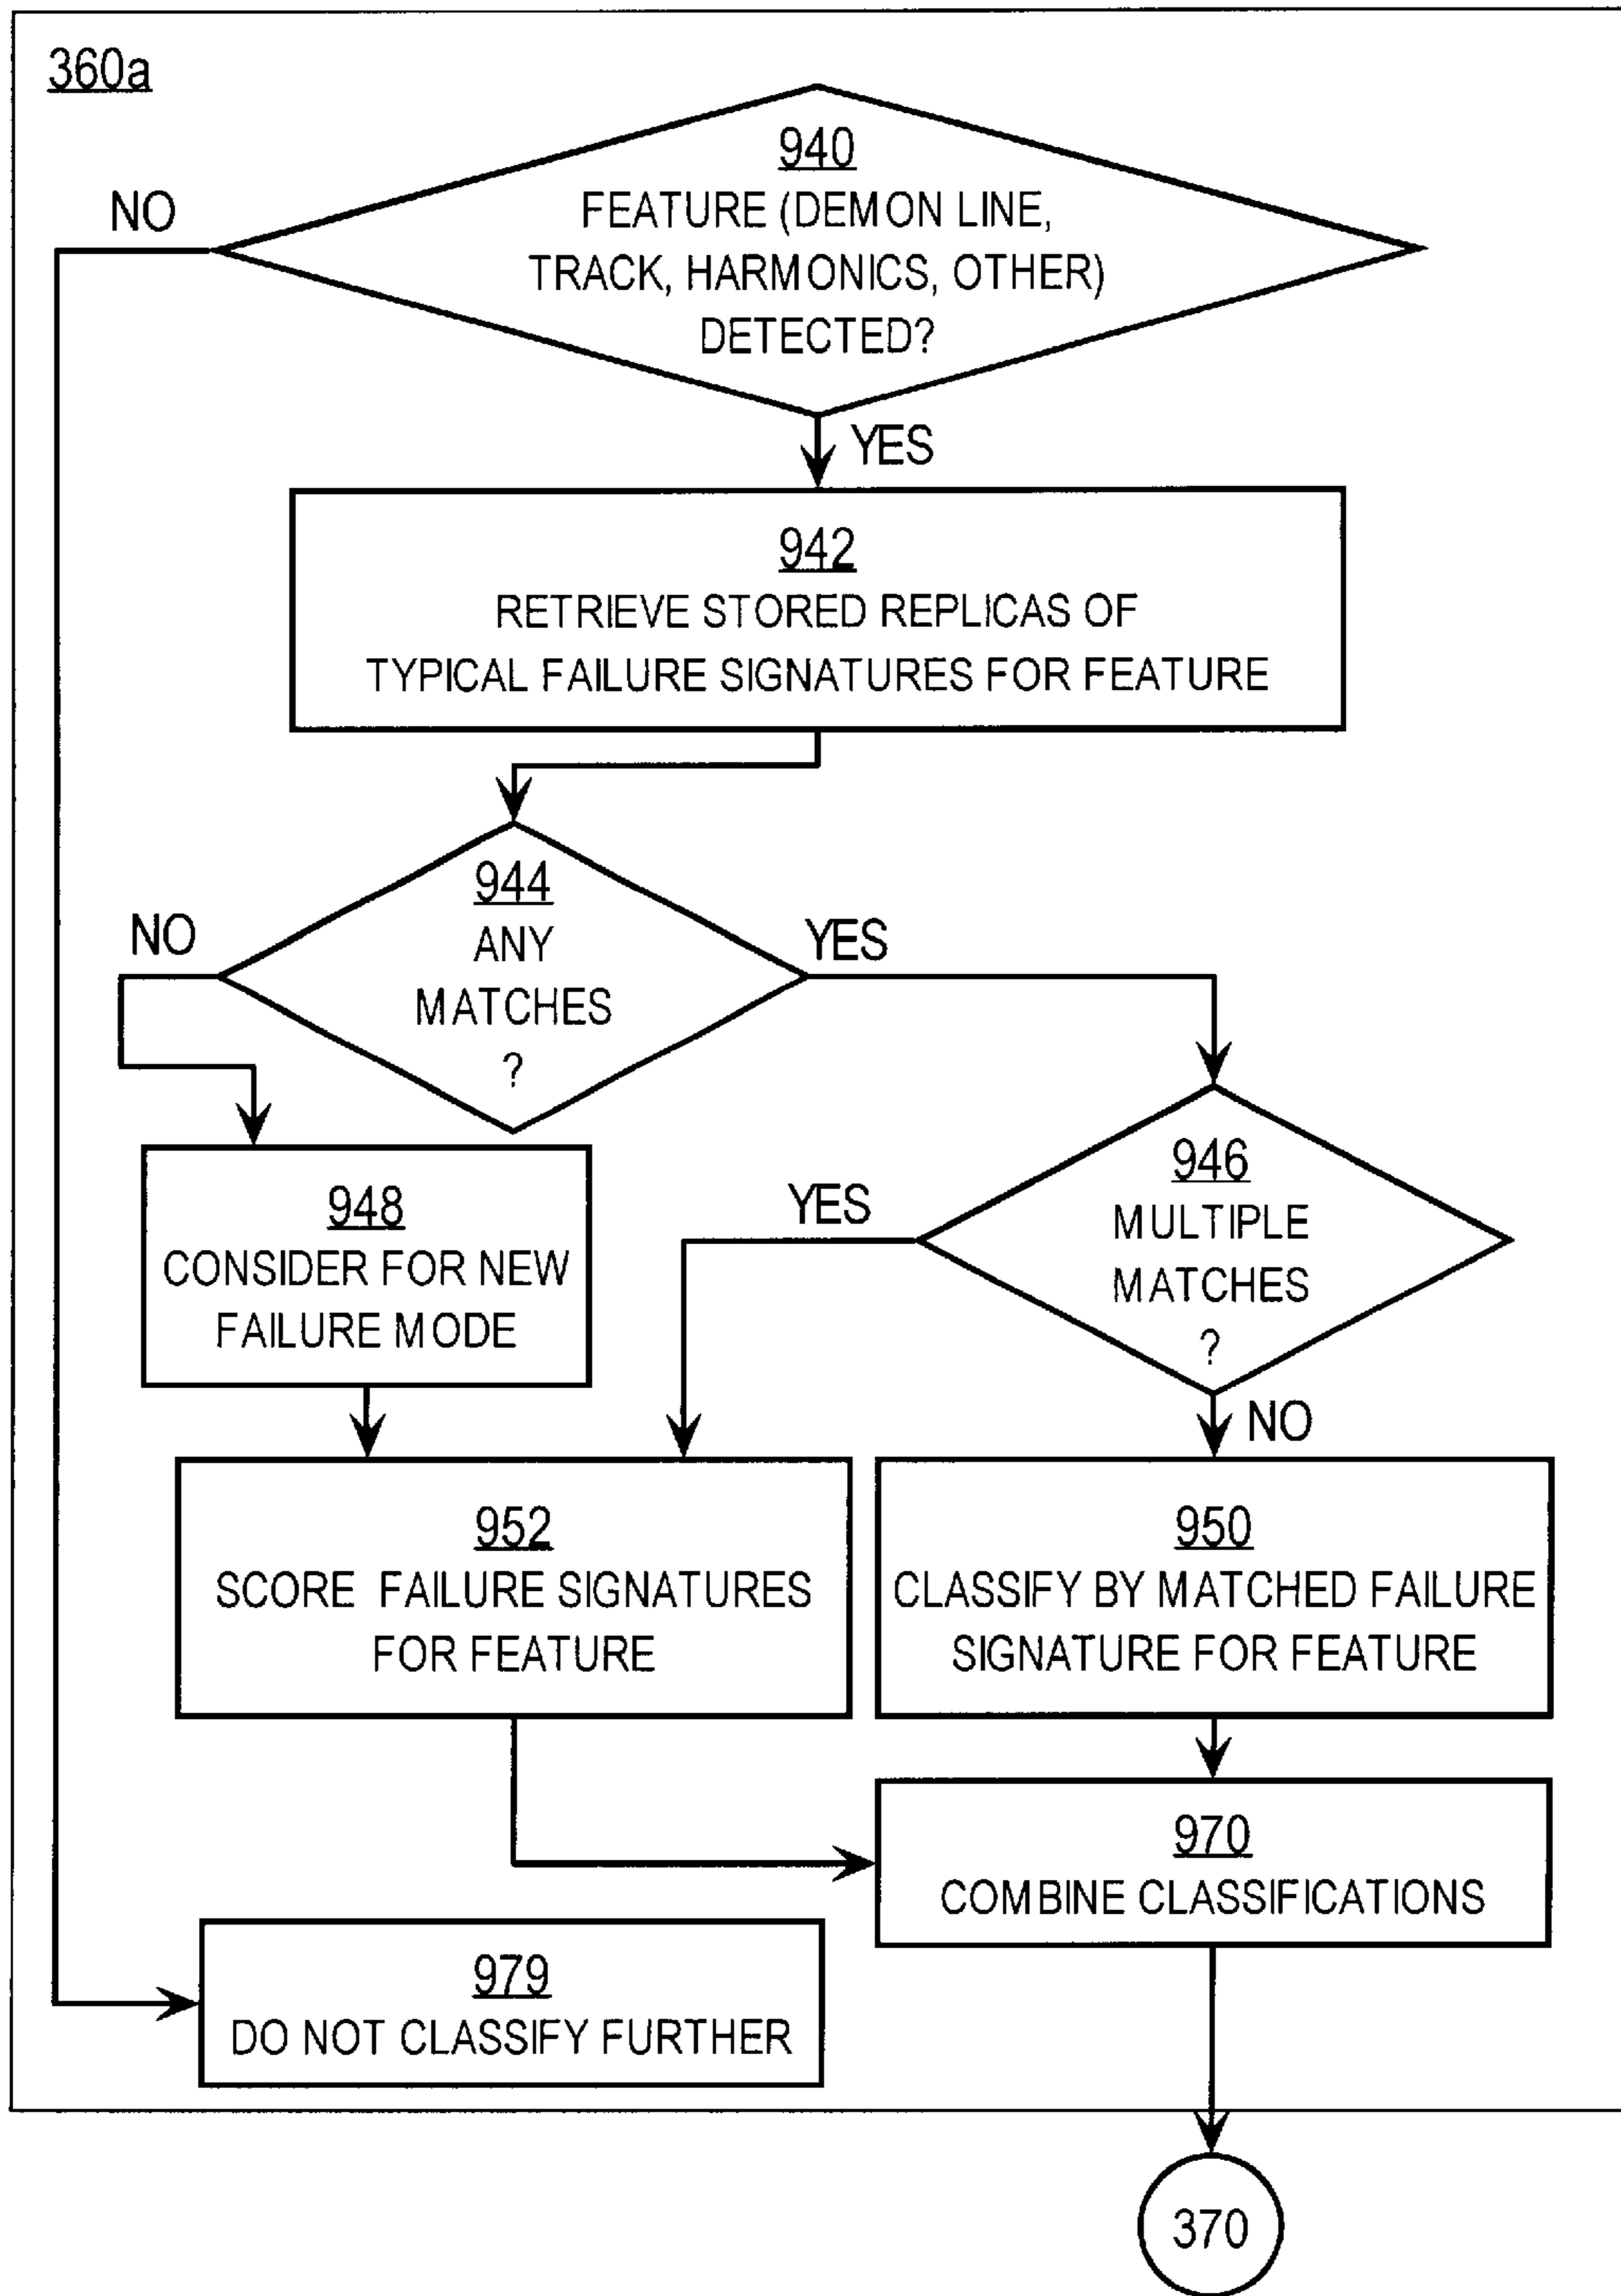 360a
940
FEATURE (DEMON LINE,
TRACK, HARMONICS, OTHER)
DETECTED?
NO
YES
942
RETRIEVE STORED REPLICAS OF
TYPICAL FAILURE SIGNATURES FOR FEATURE
944
ANY
MATCHES
?
NO
YES
946
MULTIPLE
MATCHES
?
YES
NO
948
CONSIDER FOR NEW
FAILURE MODE
952
SCORE FAILURE SIGNATURES
FOR FEATURE
950
CLASSIFY BY MATCHED FAILURE
SIGNATURE FOR FEATURE
970
COMBINE CLASSIFICATIONS
979
DO NOT CLASSIFY FURTHER
370